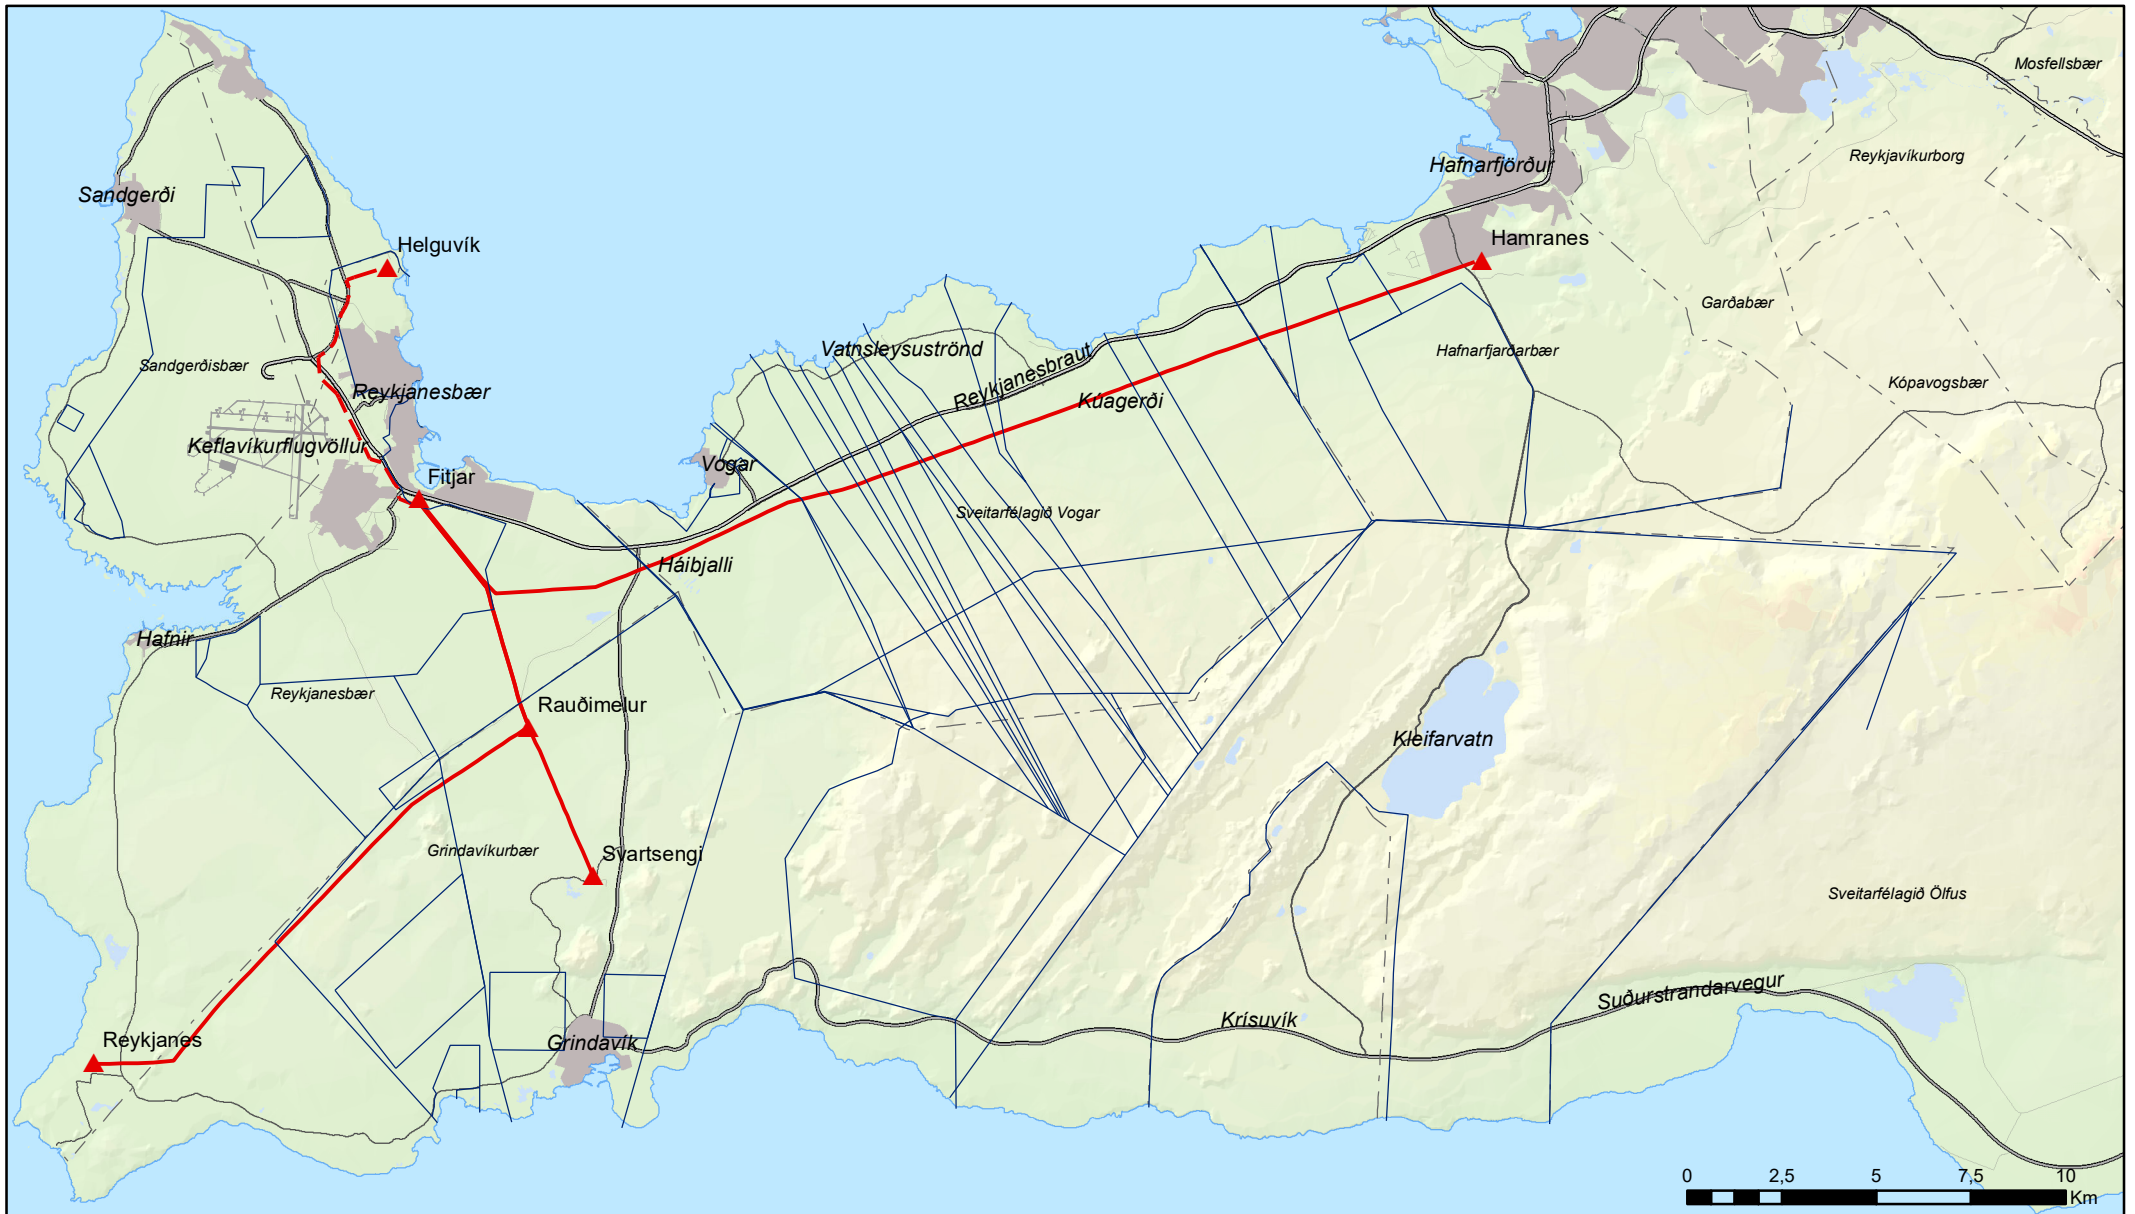 Mosfellsbær
Reykjavíkurborg
Hafnarfjörður
Sandgerði
Hamranes
Helguvík
Garðabær
Vatnsleysuströnd
Hafnarfjarðarbær
Sandgerðisbær
Reykjanesbraut
Kópavogsbær
Reykjanesbær
Kúagerði
Keflavíkurflugvöllur
Vogar
Fitjar
Sveitarfélagið Vogar
Háibjalli
Hafnir
Reykjanesbær
Rauðimelur
Kleifarvatn
Grindavíkurbær
Svartsengi
Sveitarfélagið Ölfus
Suðurstrandarvegur
Krísuvík
Reykjanes
Grindavík
0 2,5 5 7,5 10
Km